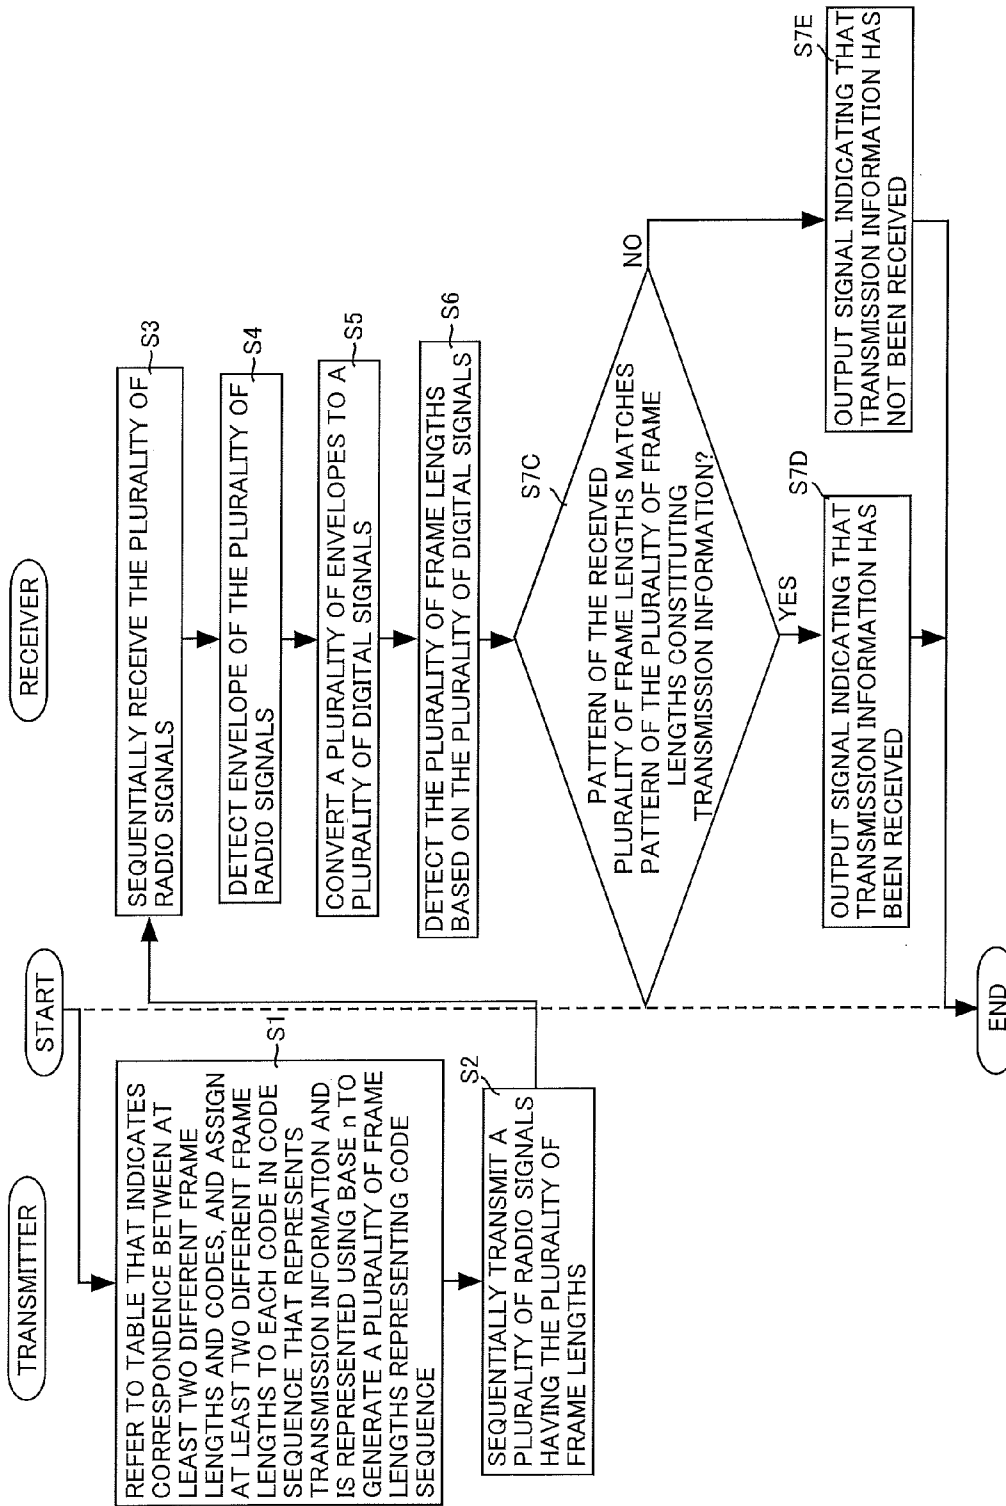 TRANSMITTER
START
RECEIVER
REFER TO TABLE THAT INDICATES
CORRESPONDENCE BETWEEN AT
LEAST TWO DIFFERENT FRAME
LENGTHS AND CODES, AND ASSIGN
AT LEAST TWO DIFFERENT FRAME
LENGTHS TO EACH CODE IN CODE
SEQUENCE THAT REPRESENTS
TRANSMISSION INFORMATION AND
IS REPRESENTED USING BASE n TO
GENERATE A PLURALITY OF FRAME
LENGTHS REPRESENTING CODE
SEQUENCE
S1
SEQUENTIALLY TRANSMIT A
PLURALITY OF RADIO SIGNALS
HAVING THE PLURALITY OF
FRAME LENGTHS
S2
SEQUENTIALLY RECEIVE THE PLURALITY OF
RADIO SIGNALS
S3
DETECT ENVELOPE OF THE PLURALITY OF
RADIO SIGNALS
S4
CONVERT A PLURALITY OF ENVELOPES TO A
PLURALITY OF DIGITAL SIGNALS
S5
DETECT THE PLURALITY OF FRAME LENGTHS
BASED ON THE PLURALITY OF DIGITAL SIGNALS
S6
PATTERN OF THE RECEIVED
PLURALITY OF FRAME LENGTHS MATCHES
PATTERN OF THE PLURALITY OF FRAME
LENGTHS CONSTITUTING
TRANSMISSION INFORMATION?
S7C
NO
YES
OUTPUT SIGNAL INDICATING THAT
TRANSMISSION INFORMATION HAS
BEEN RECEIVED
S7D
OUTPUT SIGNAL INDICATING THAT
TRANSMISSION INFORMATION HAS
NOT BEEN RECEIVED
S7E
END